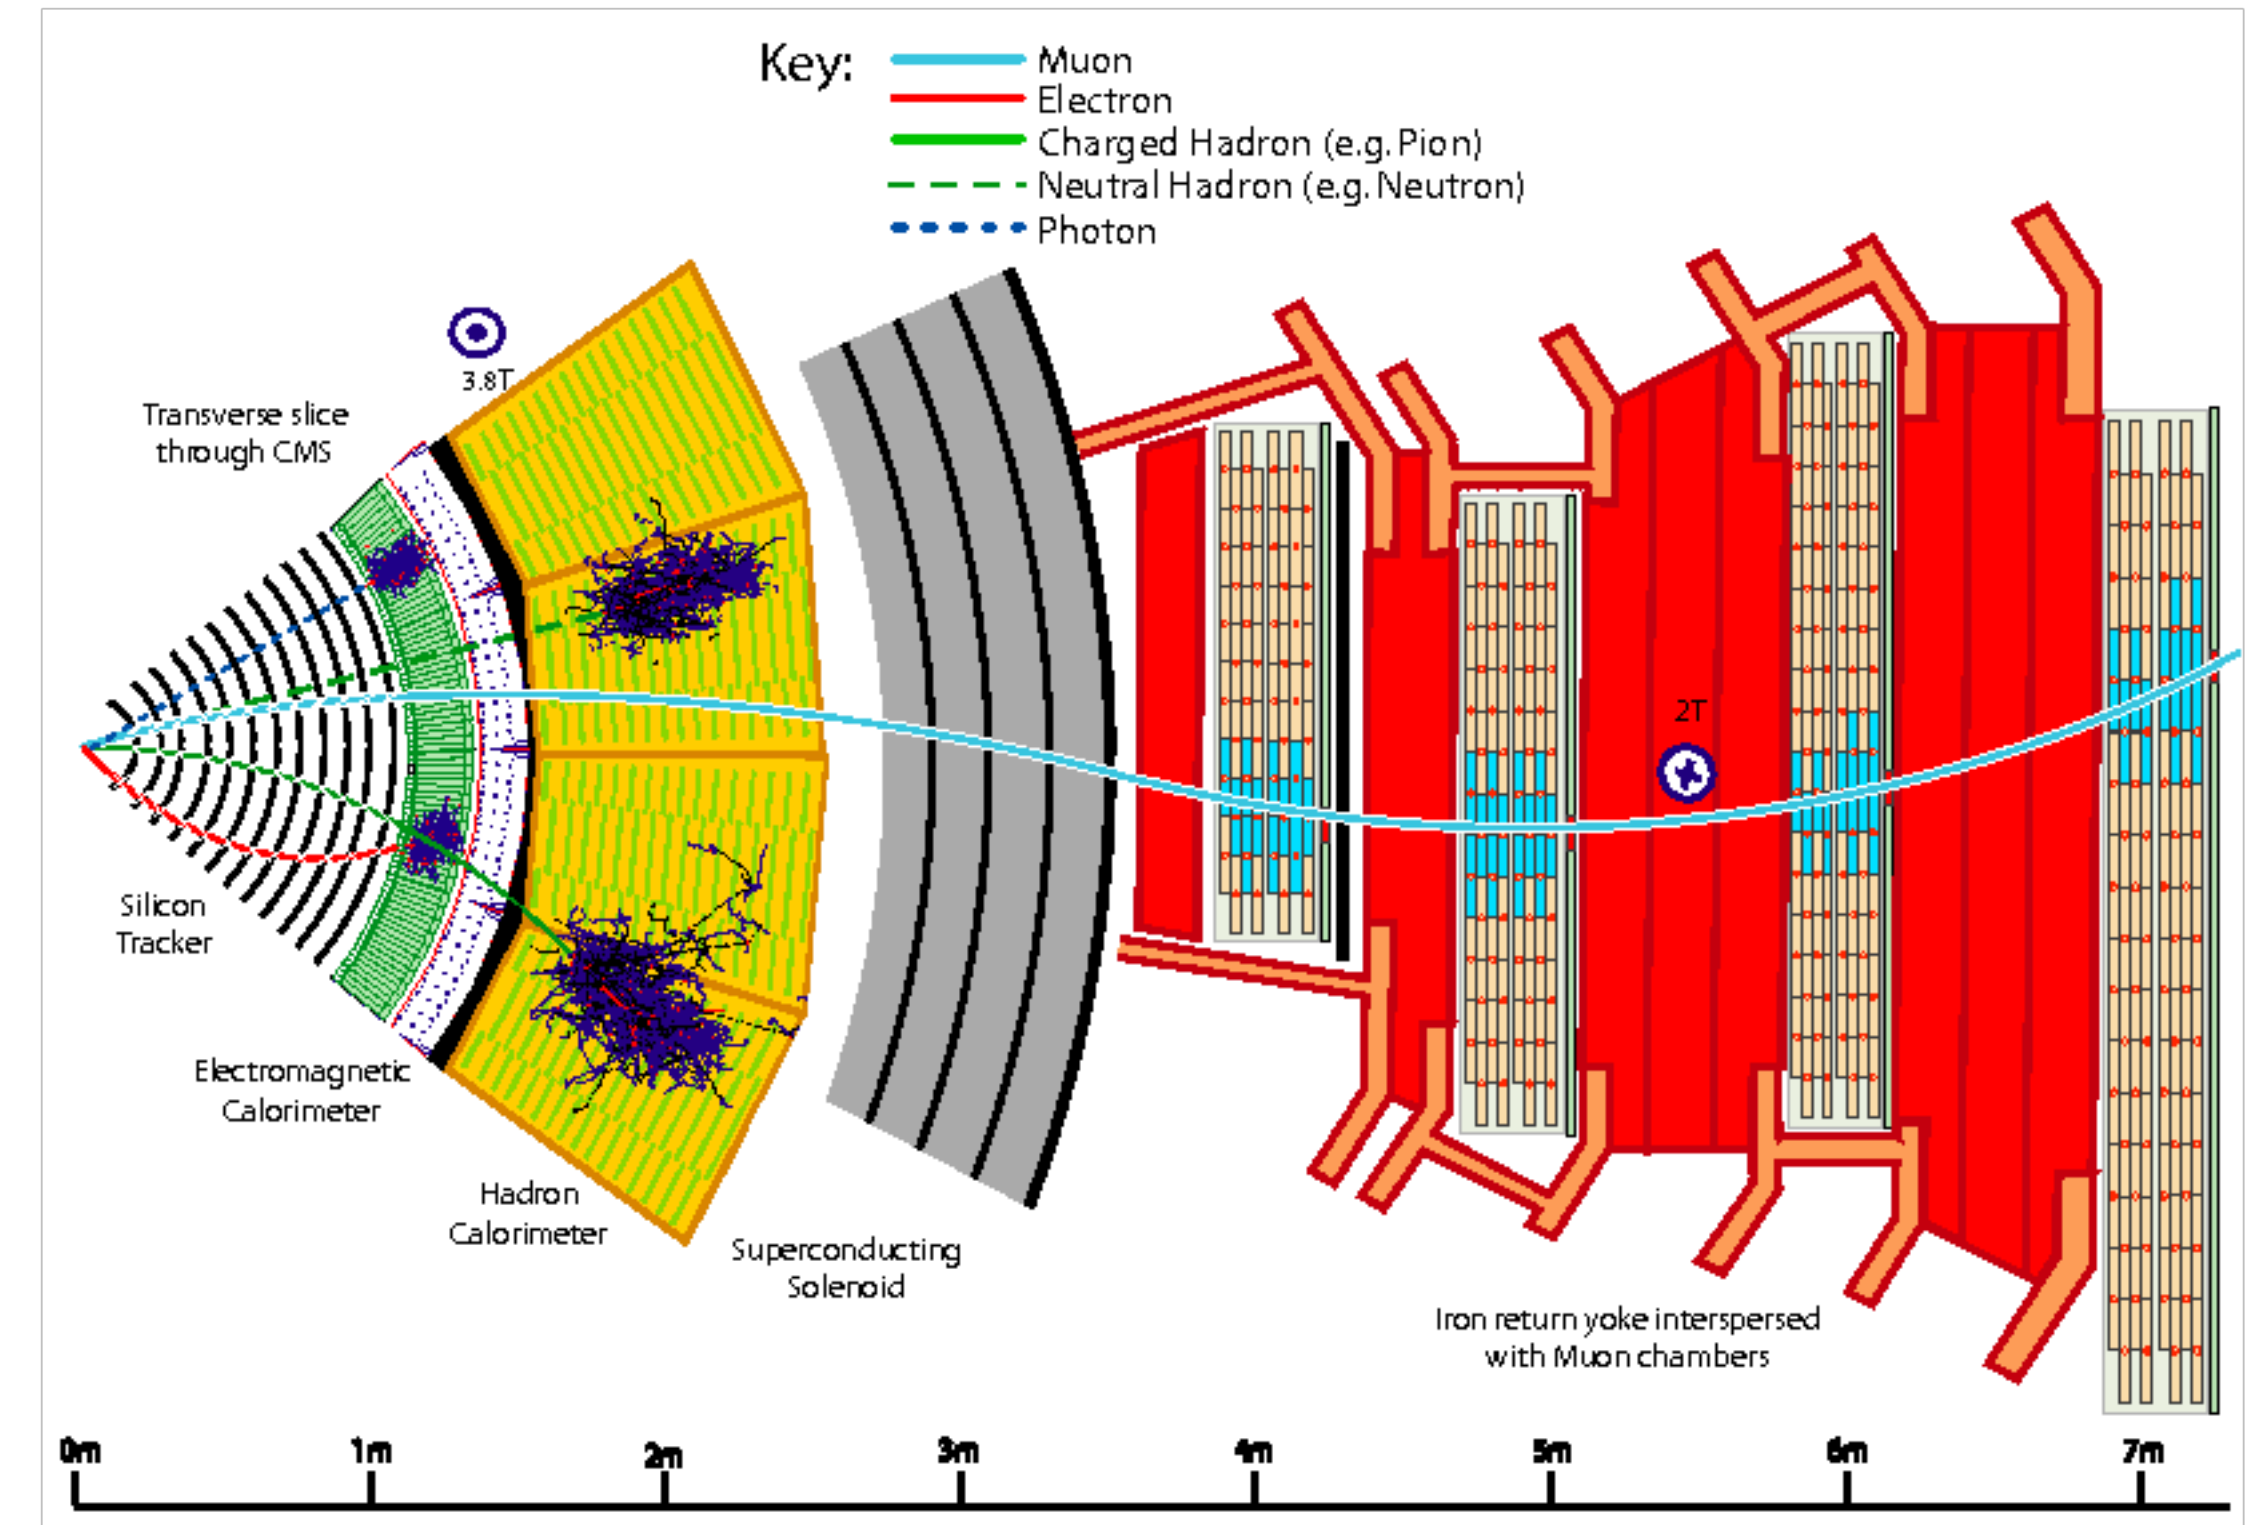 Key:
Muon
Electron
Charged Hadron (e.g. Pion)
Neutral Hadron (e.g. Neutron)
Photon
3.8T
Transverse slice
through CMS
2T
Silicon
Tracker
Electromagnetic
Calorimeter
Hadron
Calorimeter
Superconducting
Solenoid
Iron return yoke interspersed
with Muon chambers
0m 1m 2m 3m 4m 5m 6m 7m